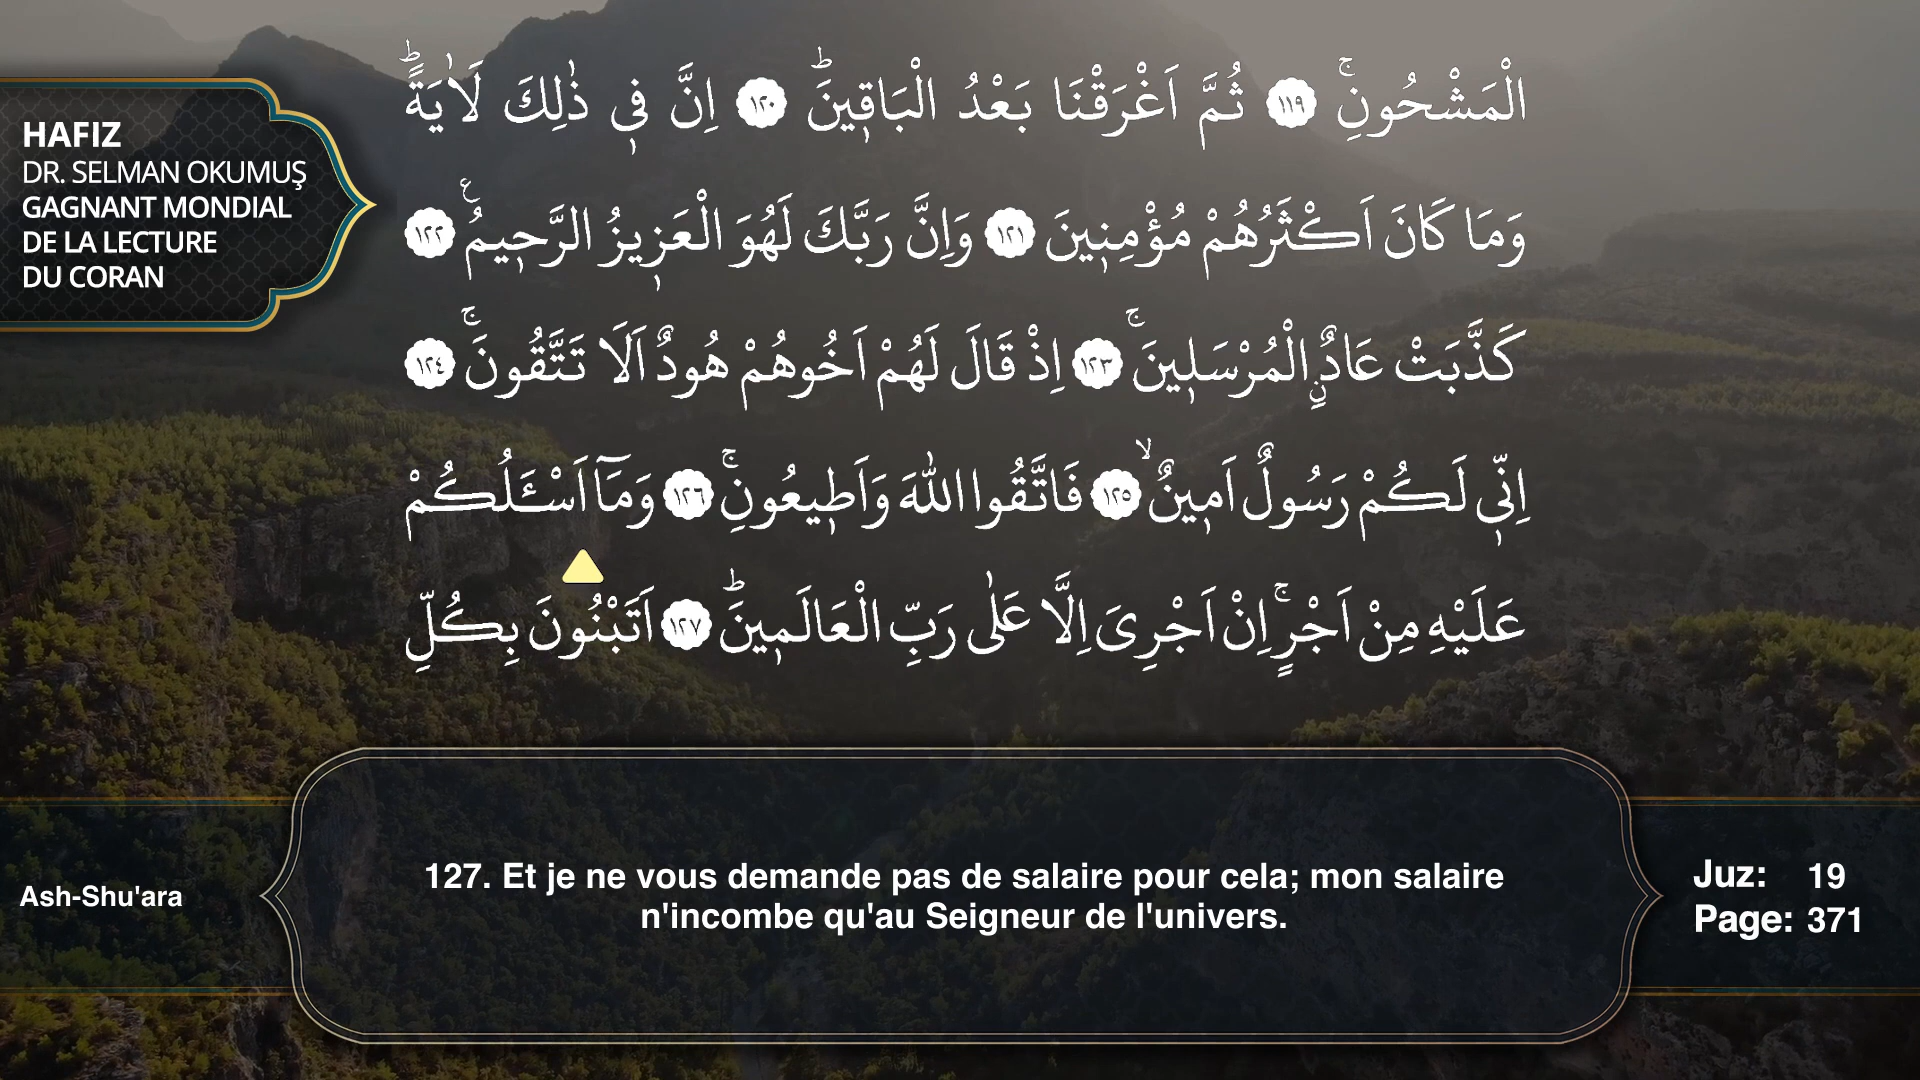 HAFIZ
DR. SELMAN OKUMUŞ
GAGNANT MONDIAL
DE LA LECTURE
DU CORAN
الْمَشْحُونِۚ ﴿١١٩﴾ ثُمَّ اَغْرَقْنَا بَعْدُ الْبَاق۪ينَۜ ﴿١٢٠﴾ اِنَّ ف۪ي ذٰلِكَ لَاٰيَةًۜ
وَمَا كَانَ اَكْثَرُهُمْ مُؤْمِن۪ينَ ﴿١٢١﴾ وَاِنَّ رَبَّكَ لَهُوَ الْعَز۪يزُ الرَّح۪يمُ۟ ﴿١٢٢﴾
كَذَّبَتْ عَادٌۨ الْمُرْسَل۪ينَۚ ﴿١٢٣﴾ اِذْ قَالَ لَهُمْ اَخُوهُمْ هُودٌ اَلَا تَتَّقُونَۚ ﴿١٢٤﴾
اِنّ۪ي لَكُمْ رَسُولٌ اَم۪ينٌۙ ﴿١٢٥﴾ فَاتَّقُوا اللّٰهَ وَاَط۪يعُونِۚ ﴿١٢٦﴾ وَمَٓا اَسْـَٔلُكُمْ
عَلَيْهِ مِنْ اَجْرٍۚ اِنْ اَجْرِىَ اِلَّا عَلٰى رَبِّ الْعَالَم۪ينَۜ ﴿١٢٧﴾ اَتَبْنُونَ بِكُلِّ
127. Et je ne vous demande pas de salaire pour cela; mon salaire
n'incombe qu'au Seigneur de l'univers.
Ash-Shu'ara
Juz: 19
Page: 371